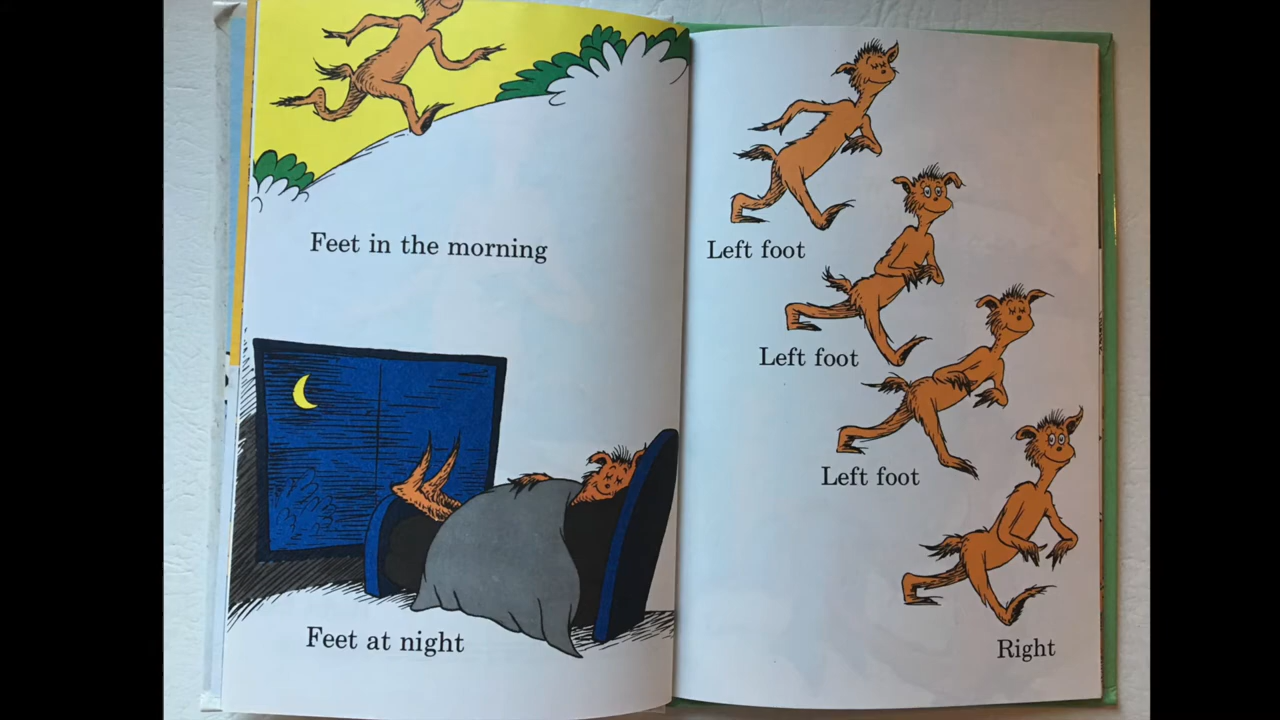 Feet in the morning
Feet at night
Left foot
Left foot
Left foot
Right